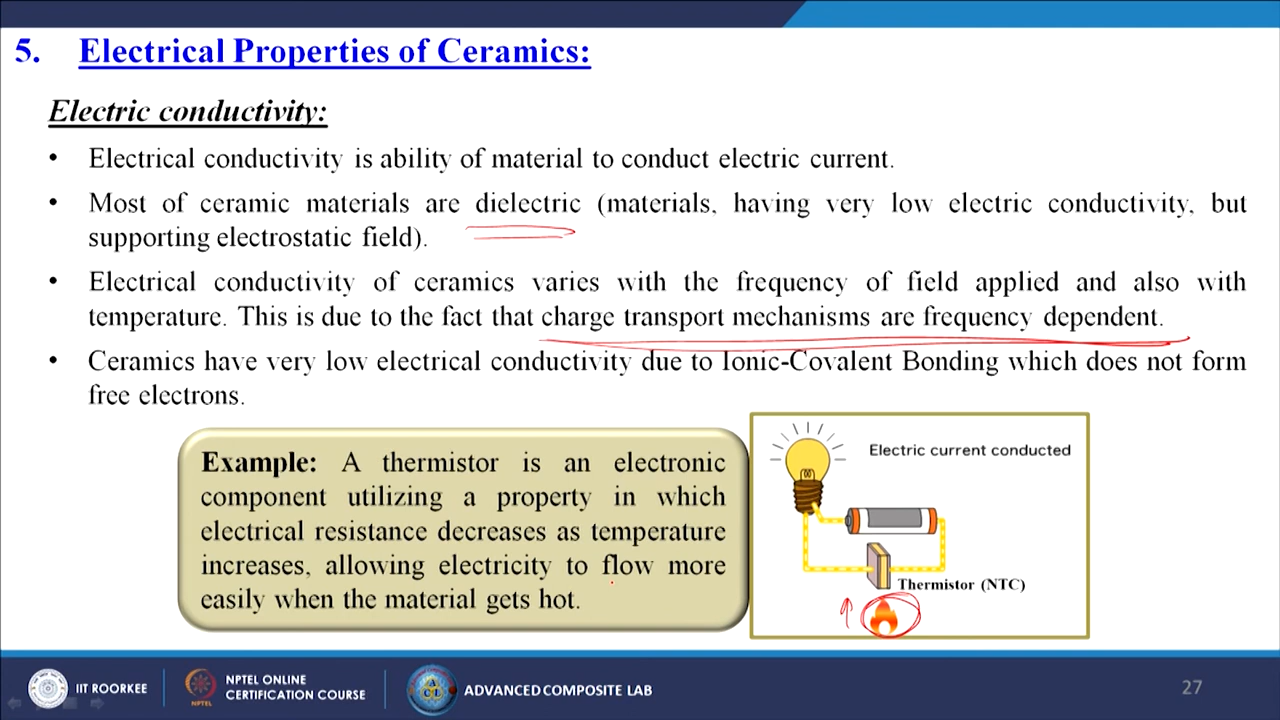 5. Electrical Properties of Ceramics:
Electric conductivity:
• Electrical conductivity is ability of material to conduct electric current.
• Most of ceramic materials are dielectric (materials, having very low electric conductivity, but
supporting electrostatic field).
• Electrical conductivity of ceramics varies with the frequency of field applied and also with
temperature. This is due to the fact that charge transport mechanisms are frequency dependent.
• Ceramics have very low electrical conductivity due to Ionic-Covalent Bonding which does not form
free electrons.
Example: A thermistor is an electronic
component utilizing a property in which
electrical resistance decreases as temperature
increases, allowing electricity to flow more
easily when the material gets hot.
Electric current conducted
Thermistor (NTC)
IIT ROORKEE
NPTEL
NPTEL ONLINE
CERTIFICATION COURSE
ADVANCED COMPOSITE LAB
27